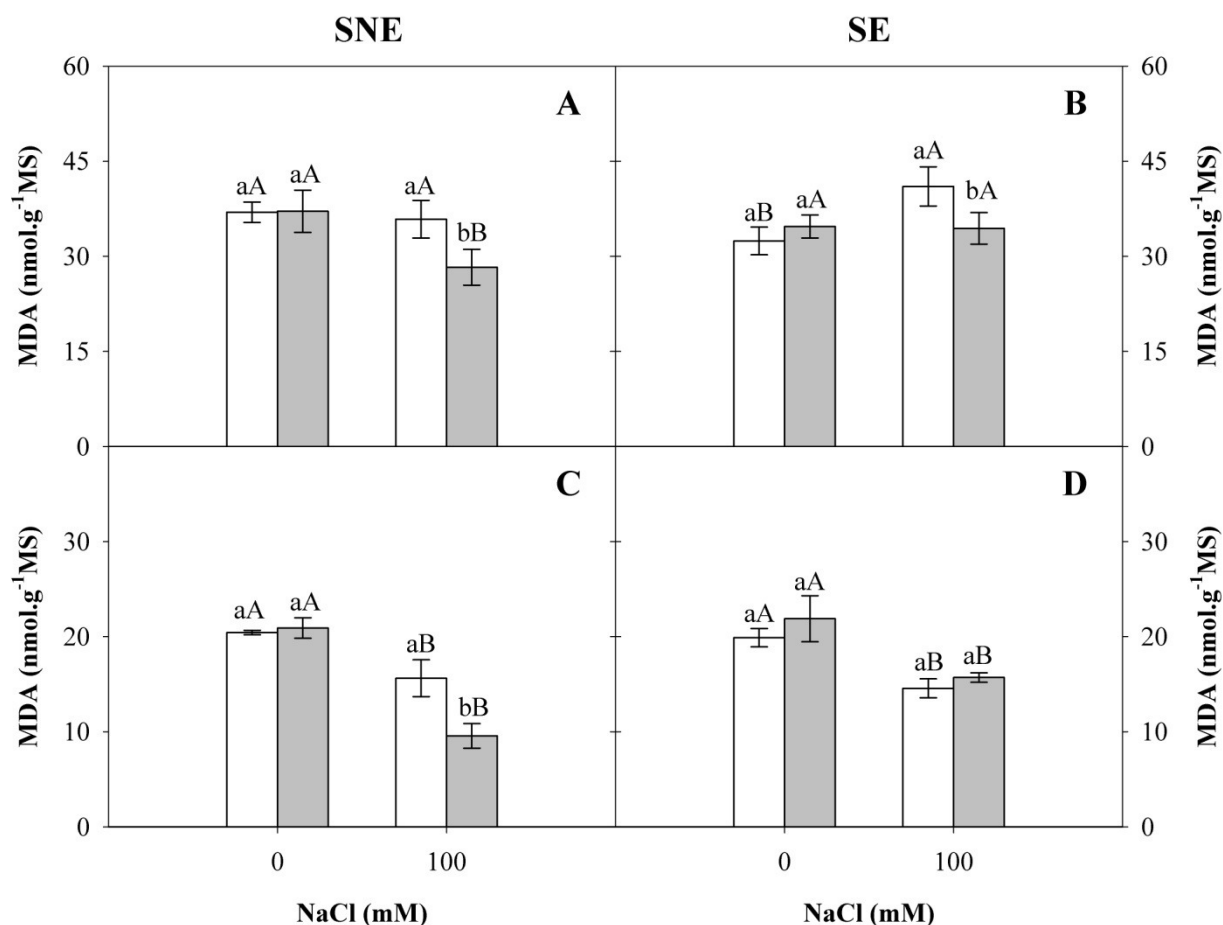 SNE
SE
60
45
30
15
0
MDA (nmol.g⁻¹MS)
A
aA
aA
aA
bB
B
aB
aA
aA
bA
60
45
30
15
0
MDA (nmol.g⁻¹MS)
30
20
10
0
MDA (nmol.g⁻¹MS)
C
aA
aA
aB
bB
0
100
NaCl (mM)
D
aA
aA
aB
aB
0
100
NaCl (mM)
30
20
10
0
MDA (nmol.g⁻¹MS)